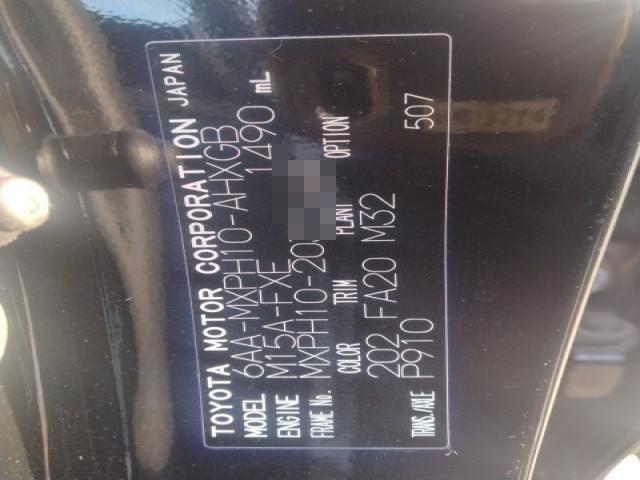 TOYOTA MOTOR CORPORATION JAPAN
MODEL 6AA-MXPH10-AHXGB
ENGINE M15A-FXE 1490 mL
FRAME No. MXPH10-20
COLOR TRIM PLANT OPTION
202 FA20 M32
TRANS./AXLE P910 507